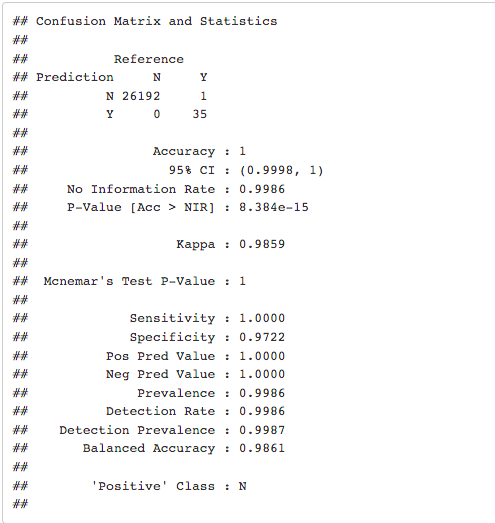 ## Confusion Matrix and Statistics
##
##           Reference
## Prediction     N     Y
##          N 26192     1
##          Y     0    35
##
##                Accuracy : 1
##                  95% CI : (0.9998, 1)
##     No Information Rate : 0.9986
##     P-Value [Acc > NIR] : 8.384e-15
##
##                   Kappa : 0.9859
##
##  Mcnemar's Test P-Value : 1
##
##             Sensitivity : 1.0000
##             Specificity : 0.9722
##          Pos Pred Value : 1.0000
##          Neg Pred Value : 1.0000
##              Prevalence : 0.9986
##          Detection Rate : 0.9986
##    Detection Prevalence : 0.9987
##       Balanced Accuracy : 0.9861
##
##        'Positive' Class : N
##